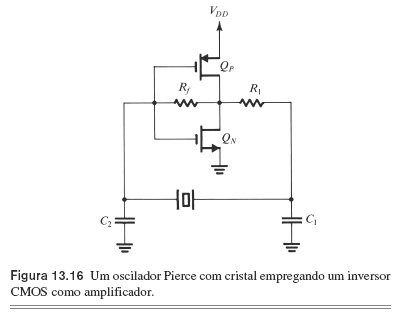 V_DD
Q_P
R_f
R_1
Q_N
C_2
C_1
Figura 13.16 Um oscilador Pierce com cristal empregando um inversor
CMOS como amplificador.